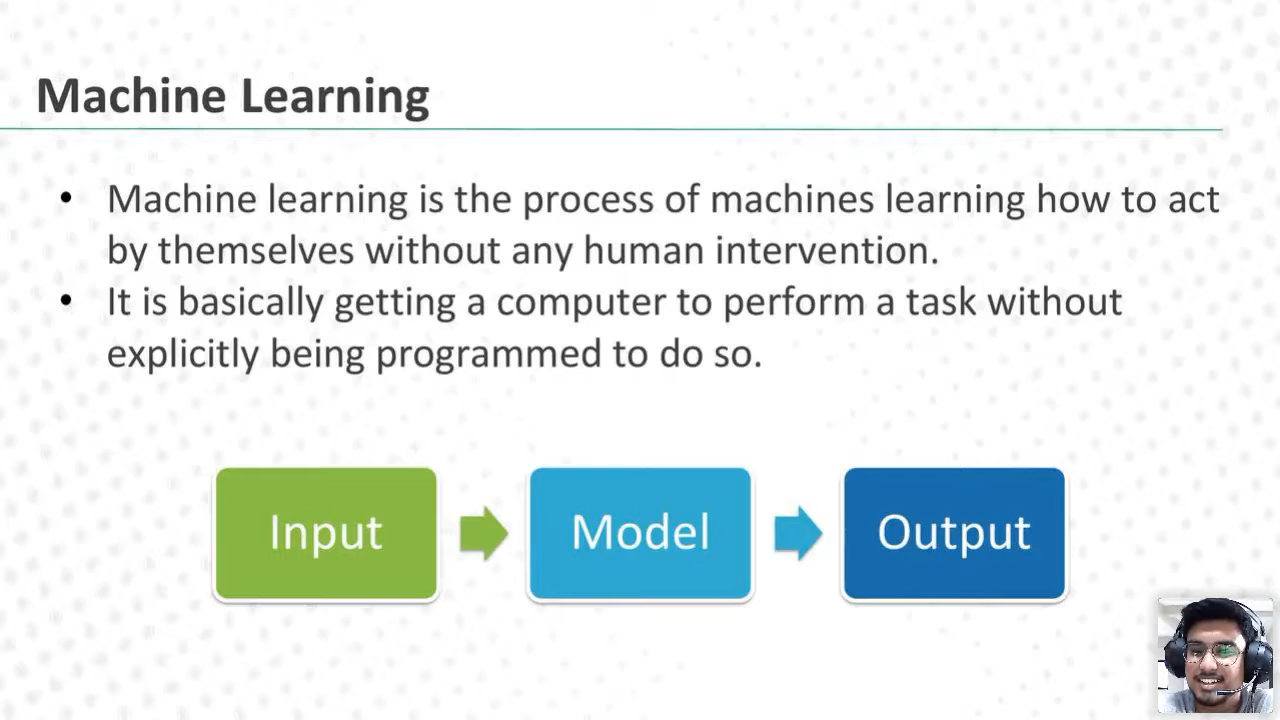 Machine Learning
• Machine learning is the process of machines learning how to act
by themselves without any human intervention.
• It is basically getting a computer to perform a task without
explicitly being programmed to do so.
Input
Model
Output